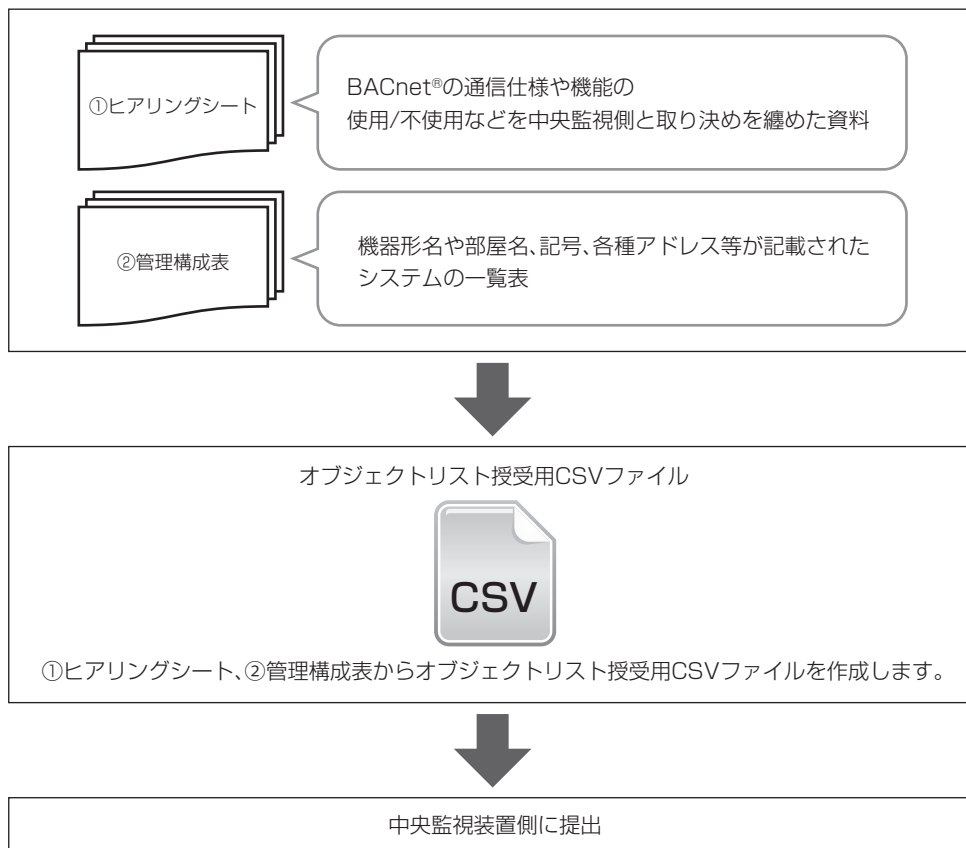 ①ヒアリングシート
BACnet®の通信仕様や機能の
使用/不使用などを中央監視側と取り決めを纏めた資料
②管理構成表
機器形名や部屋名、記号、各種アドレス等が記載された
システムの一覧表
オブジェクトリスト授受用CSVファイル
CSV
①ヒアリングシート、②管理構成表からオブジェクトリスト授受用CSVファイルを作成します。
中央監視装置側に提出